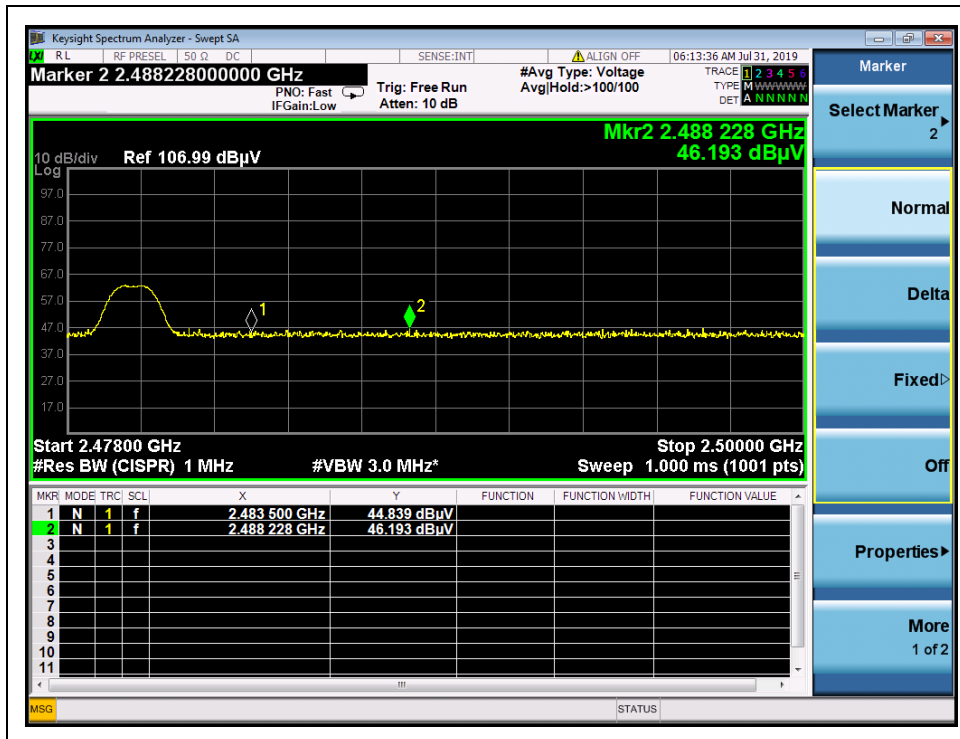 Keysight Spectrum Analyzer - Swept SA
LXI RL RF PRESEL 50 Ω DC SENSE:INT ALIGN OFF 06:13:36 AM Jul 31, 2019
Marker 2 2.488228000000 GHz
PNO: Fast
IFGain:Low
Trig: Free Run
Atten: 10 dB
#Avg Type: Voltage
Avg|Hold:>100/100
TRACE 1 2 3 4 5 6
TYPE M WWWWW
DET A N N N N N
Mkr2 2.488 228 GHz
46.193 dBµV
10 dB/div Ref 106.99 dBµV
Log
97.0
87.0
77.0
67.0
57.0
47.0
37.0
27.0
17.0
1
2
Start 2.47800 GHz Stop 2.50000 GHz
#Res BW (CISPR) 1 MHz #VBW 3.0 MHz* Sweep 1.000 ms (1001 pts)
MKR MODE TRC SCL X Y FUNCTION FUNCTION WIDTH FUNCTION VALUE
1 N 1 f 2.483 500 GHz 44.839 dBµV
2 N 1 f 2.488 228 GHz 46.193 dBµV
3
4
5
6
7
8
9
10
11
MSG STATUS
Marker
Select Marker
2
Normal
Delta
Fixed
Off
Properties
More
1 of 2